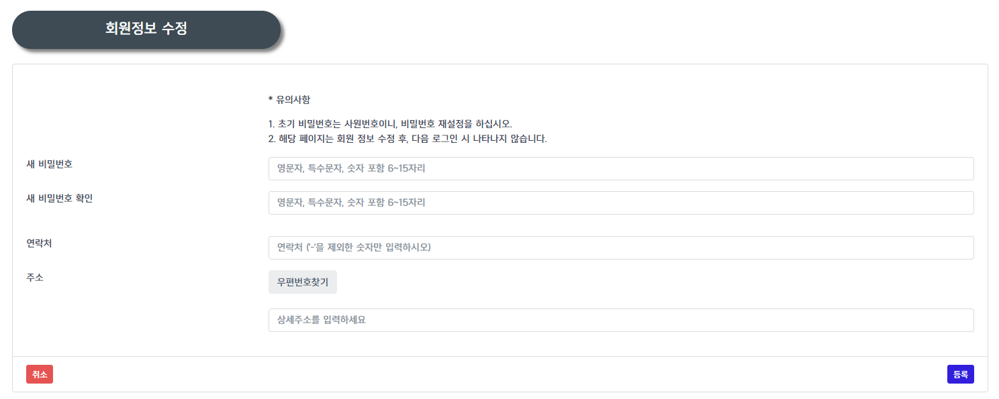 회원정보 수정
* 유의사항
1. 초기 비밀번호는 사원번호이니, 비밀번호 재설정을 하십시오.
2. 해당 페이지는 회원 정보 수정 후, 다음 로그인 시 나타나지 않습니다.
새 비밀번호
영문자, 특수문자, 숫자 포함 6~15자리
새 비밀번호 확인
영문자, 특수문자, 숫자 포함 6~15자리
연락처
연락처 ('-'을 제외한 숫자만 입력하시오)
주소
우편번호찾기
상세주소를 입력하세요
취소
등록